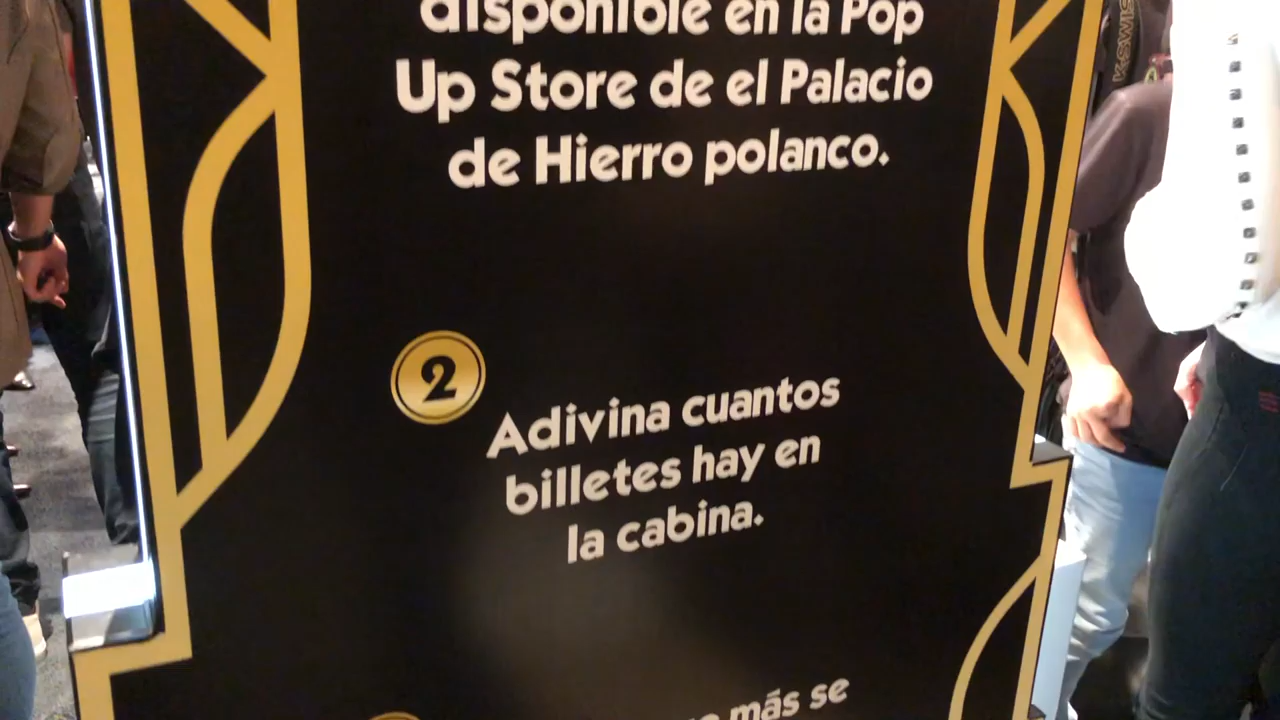 disponible en la Pop
Up Store de el Palacio
de Hierro polanco.
2
Adivina cuantos
billetes hay en
la cabina.
más se
K-SWISS